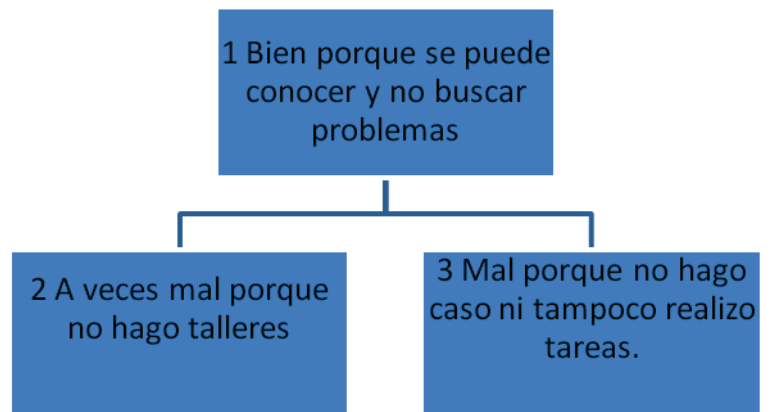 1 Bien porque se puede
conocer y no buscar
problemas
2 A veces mal porque
no hago talleres
3 Mal porque no hago
caso ni tampoco realizo
tareas.